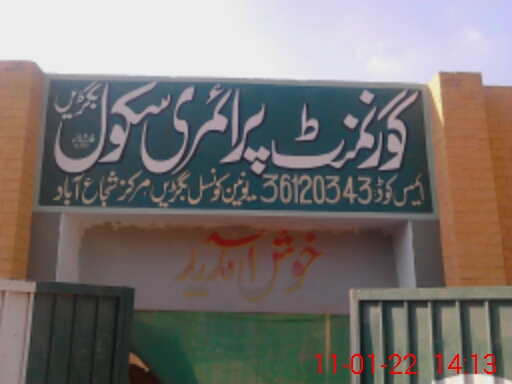 گورنمنٹ پرائمری سکول بگڑیں
ایمس کوڈ: 36120343 یونین کونسل بگڑیں مرکز شجاع آباد
خوش آمدید
11-01-22 14:13